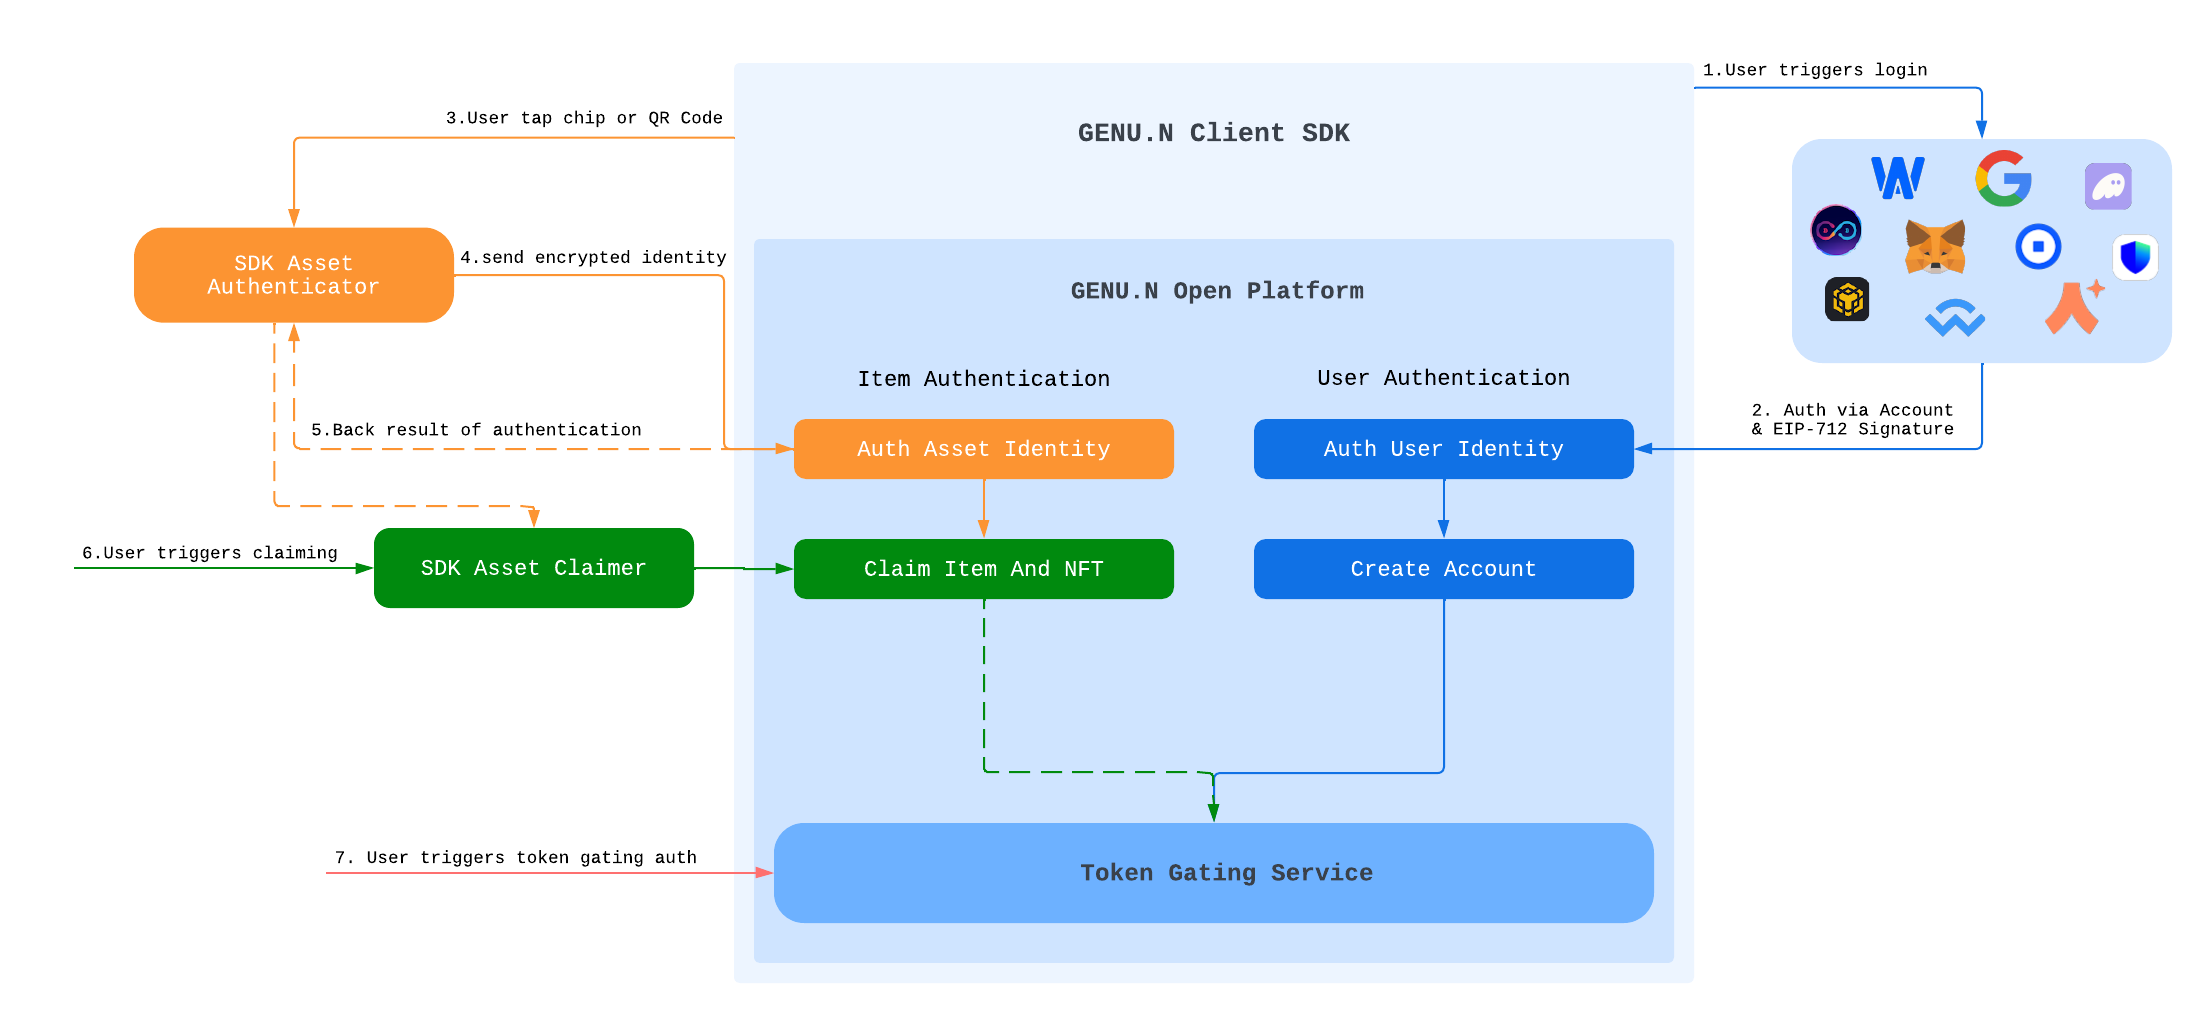 1.User triggers login
3.User tap chip or QR Code
GENU.N Client SDK
SDK Asset
Authenticator
4.send encrypted identity
GENU.N Open Platform
Item Authentication
User Authentication
2. Auth via Account
& EIP-712 Signature
5.Back result of authentication
Auth Asset Identity
Auth User Identity
6.User triggers claiming
SDK Asset Claimer
Claim Item And NFT
Create Account
7. User triggers token gating auth
Token Gating Service